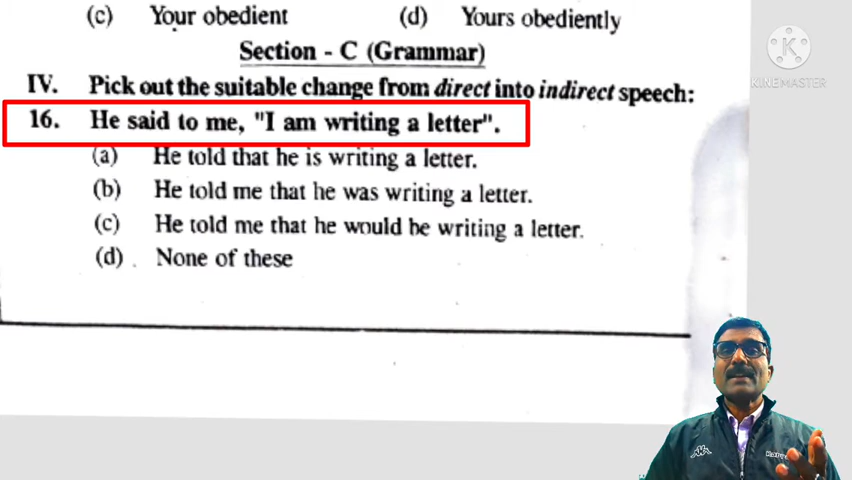 (c) Your obedient (d) Yours obediently
Section - C (Grammar)
IV. Pick out the suitable change from direct into indirect speech:
16. He said to me, "I am writing a letter".
(a) He told that he is writing a letter.
(b) He told me that he was writing a letter.
(c) He told me that he would be writing a letter.
(d) . None of these
K
KINEMASTER